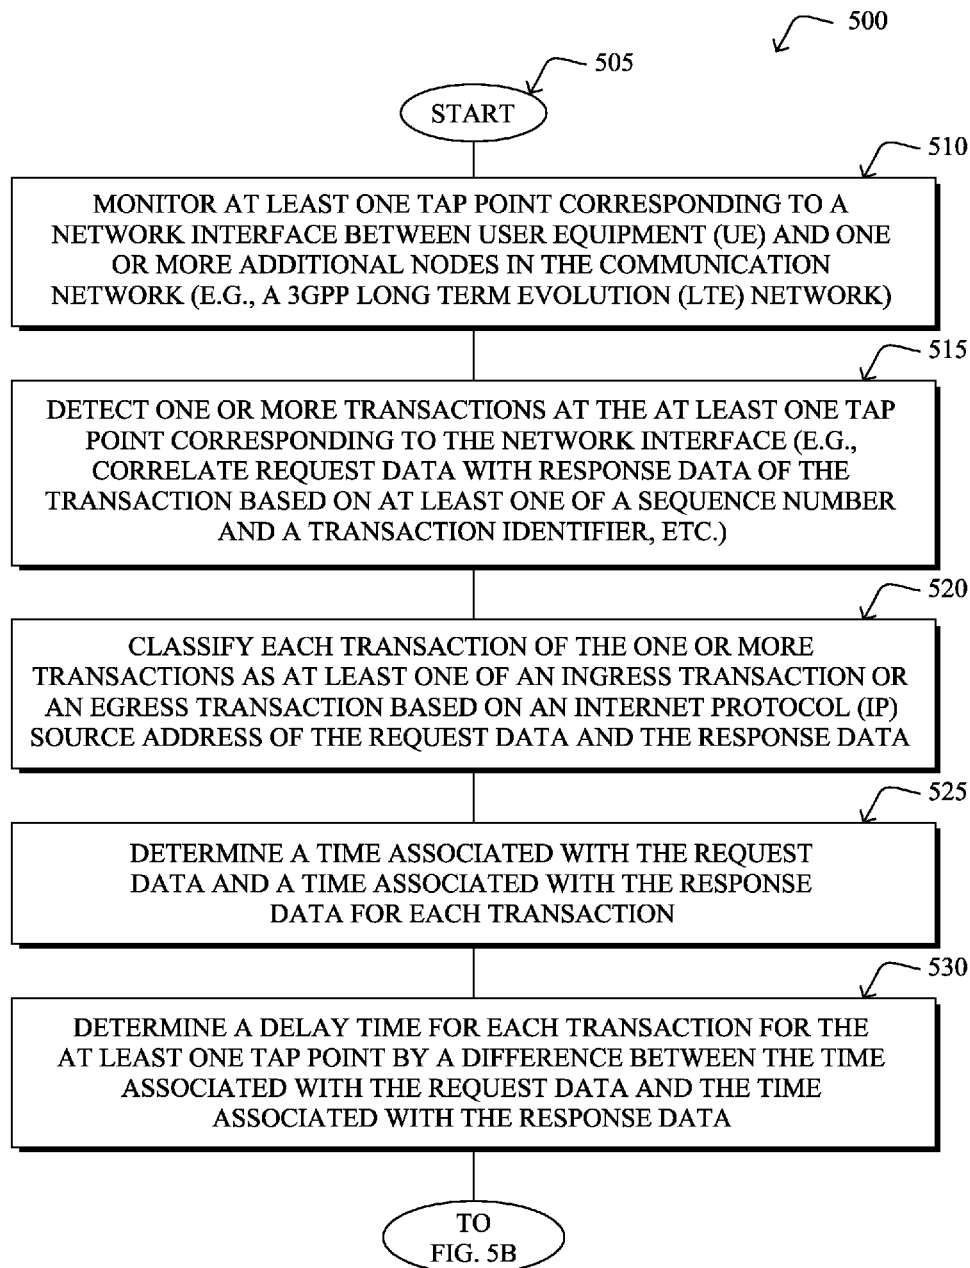 500
505
START
510
MONITOR AT LEAST ONE TAP POINT CORRESPONDING TO A
NETWORK INTERFACE BETWEEN USER EQUIPMENT (UE) AND ONE
OR MORE ADDITIONAL NODES IN THE COMMUNICATION
NETWORK (E.G., A 3GPP LONG TERM EVOLUTION (LTE) NETWORK)
515
DETECT ONE OR MORE TRANSACTIONS AT THE AT LEAST ONE TAP
POINT CORRESPONDING TO THE NETWORK INTERFACE (E.G.,
CORRELATE REQUEST DATA WITH RESPONSE DATA OF THE
TRANSACTION BASED ON AT LEAST ONE OF A SEQUENCE NUMBER
AND A TRANSACTION IDENTIFIER, ETC.)
520
CLASSIFY EACH TRANSACTION OF THE ONE OR MORE
TRANSACTIONS AS AT LEAST ONE OF AN INGRESS TRANSACTION OR
AN EGRESS TRANSACTION BASED ON AN INTERNET PROTOCOL (IP)
SOURCE ADDRESS OF THE REQUEST DATA AND THE RESPONSE DATA
525
DETERMINE A TIME ASSOCIATED WITH THE REQUEST
DATA AND A TIME ASSOCIATED WITH THE RESPONSE
DATA FOR EACH TRANSACTION
530
DETERMINE A DELAY TIME FOR EACH TRANSACTION FOR THE
AT LEAST ONE TAP POINT BY A DIFFERENCE BETWEEN THE TIME
ASSOCIATED WITH THE REQUEST DATA AND THE TIME
ASSOCIATED WITH THE RESPONSE DATA
TO
FIG. 5B